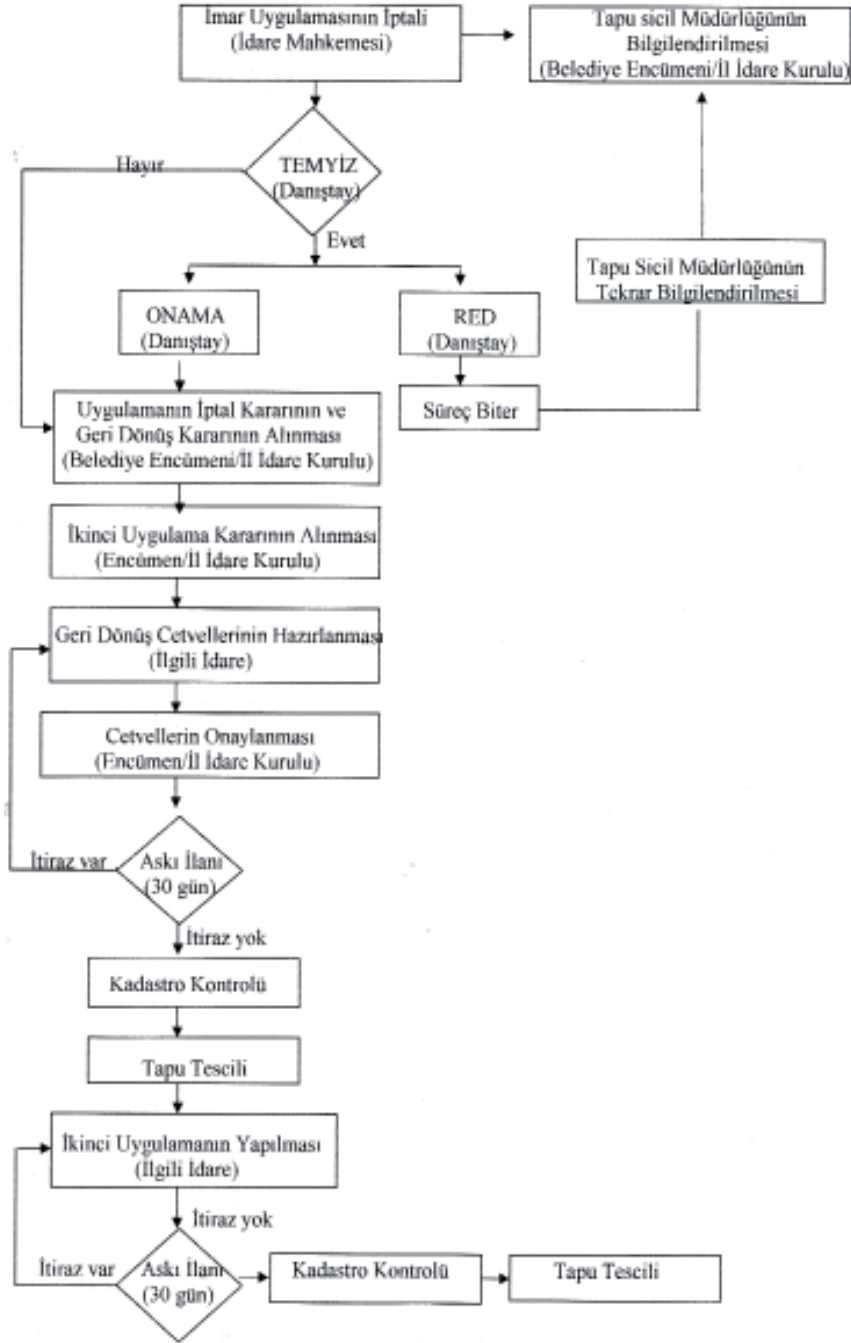 İmar Uygulamasının İptali
(İdare Mahkemesi)
Tapu sicil Müdürlüğünün
Bilgilendirilmesi
(Belediye Encümeni/İl İdare Kurulu)
Hayır
TEMYİZ
(Danıştay)
Evet
Tapu Sicil Müdürlüğünün
Tekrar Bilgilendirilmesi
ONAMA
(Danıştay)
RED
(Danıştay)
Süreç Biter
Uygulamanın İptal Kararının ve
Geri Dönüş Kararının Alınması
(Belediye Encümeni/İl İdare Kurulu)
İkinci Uygulama Kararının Alınması
(Encümen/İl İdare Kurulu)
Geri Dönüş Cetvellerinin Hazırlanması
(İlgili İdare)
Cetvellerin Onaylanması
(Encümen/İl İdare Kurulu)
İtiraz var
Askı İlanı
(30 gün)
İtiraz yok
Kadastro Kontrolü
Tapu Tescili
İkinci Uygulamanın Yapılması
(İlgili İdare)
İtiraz yok
İtiraz var
Askı İlanı
(30 gün)
Kadastro Kontrolü
Tapu Tescili